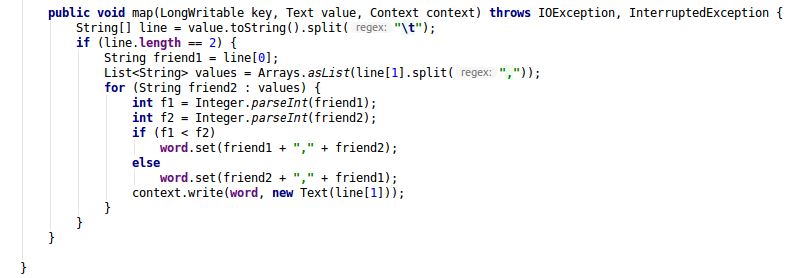 public void map(LongWritable key, Text value, Context context) throws IOException, InterruptedException {
String[] line = value.toString().split( regex: "\t");
if (line.length == 2) {
String friend1 = line[0];
List<String> values = Arrays.asList(line[1].split( regex: ","));
for (String friend2 : values) {
int f1 = Integer.parseInt(friend1);
int f2 = Integer.parseInt(friend2);
if (f1 < f2)
word.set(friend1 + "," + friend2);
else
word.set(friend2 + "," + friend1);
context.write(word, new Text(line[1]));
}
}
}
}